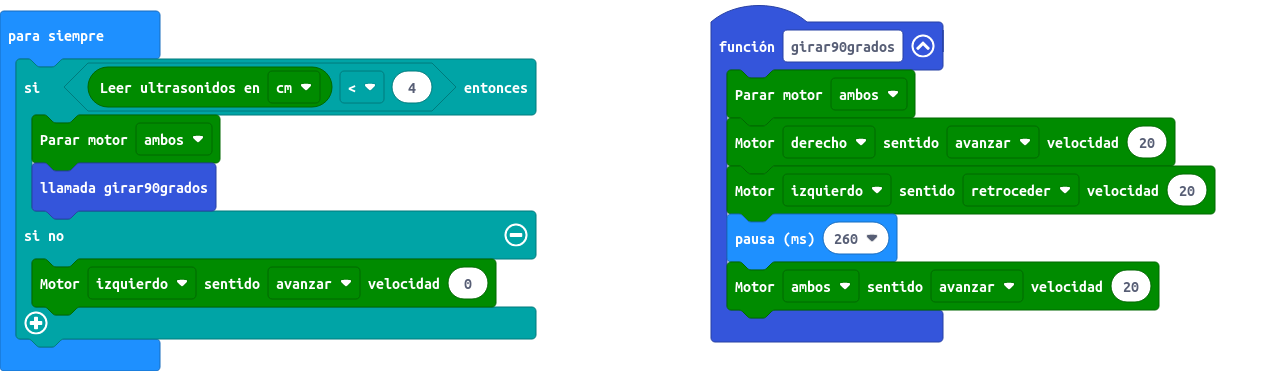 para siempre
si Leer ultrasonidos en cm < 4 entonces
Parar motor ambos
llamada girar90grados
si no
Motor izquierdo sentido avanzar velocidad 0
función girar90grados
Parar motor ambos
Motor derecho sentido avanzar velocidad 20
Motor izquierdo sentido retroceder velocidad 20
pausa (ms) 260
Motor ambos sentido avanzar velocidad 20